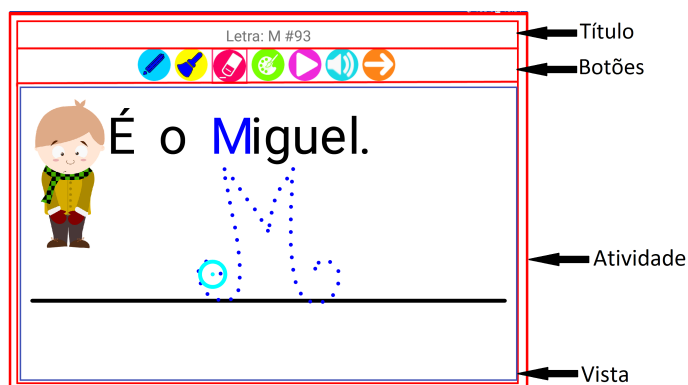 Letra: M #93
Título
Botões
É o Miguel.
M
Atividade
Vista